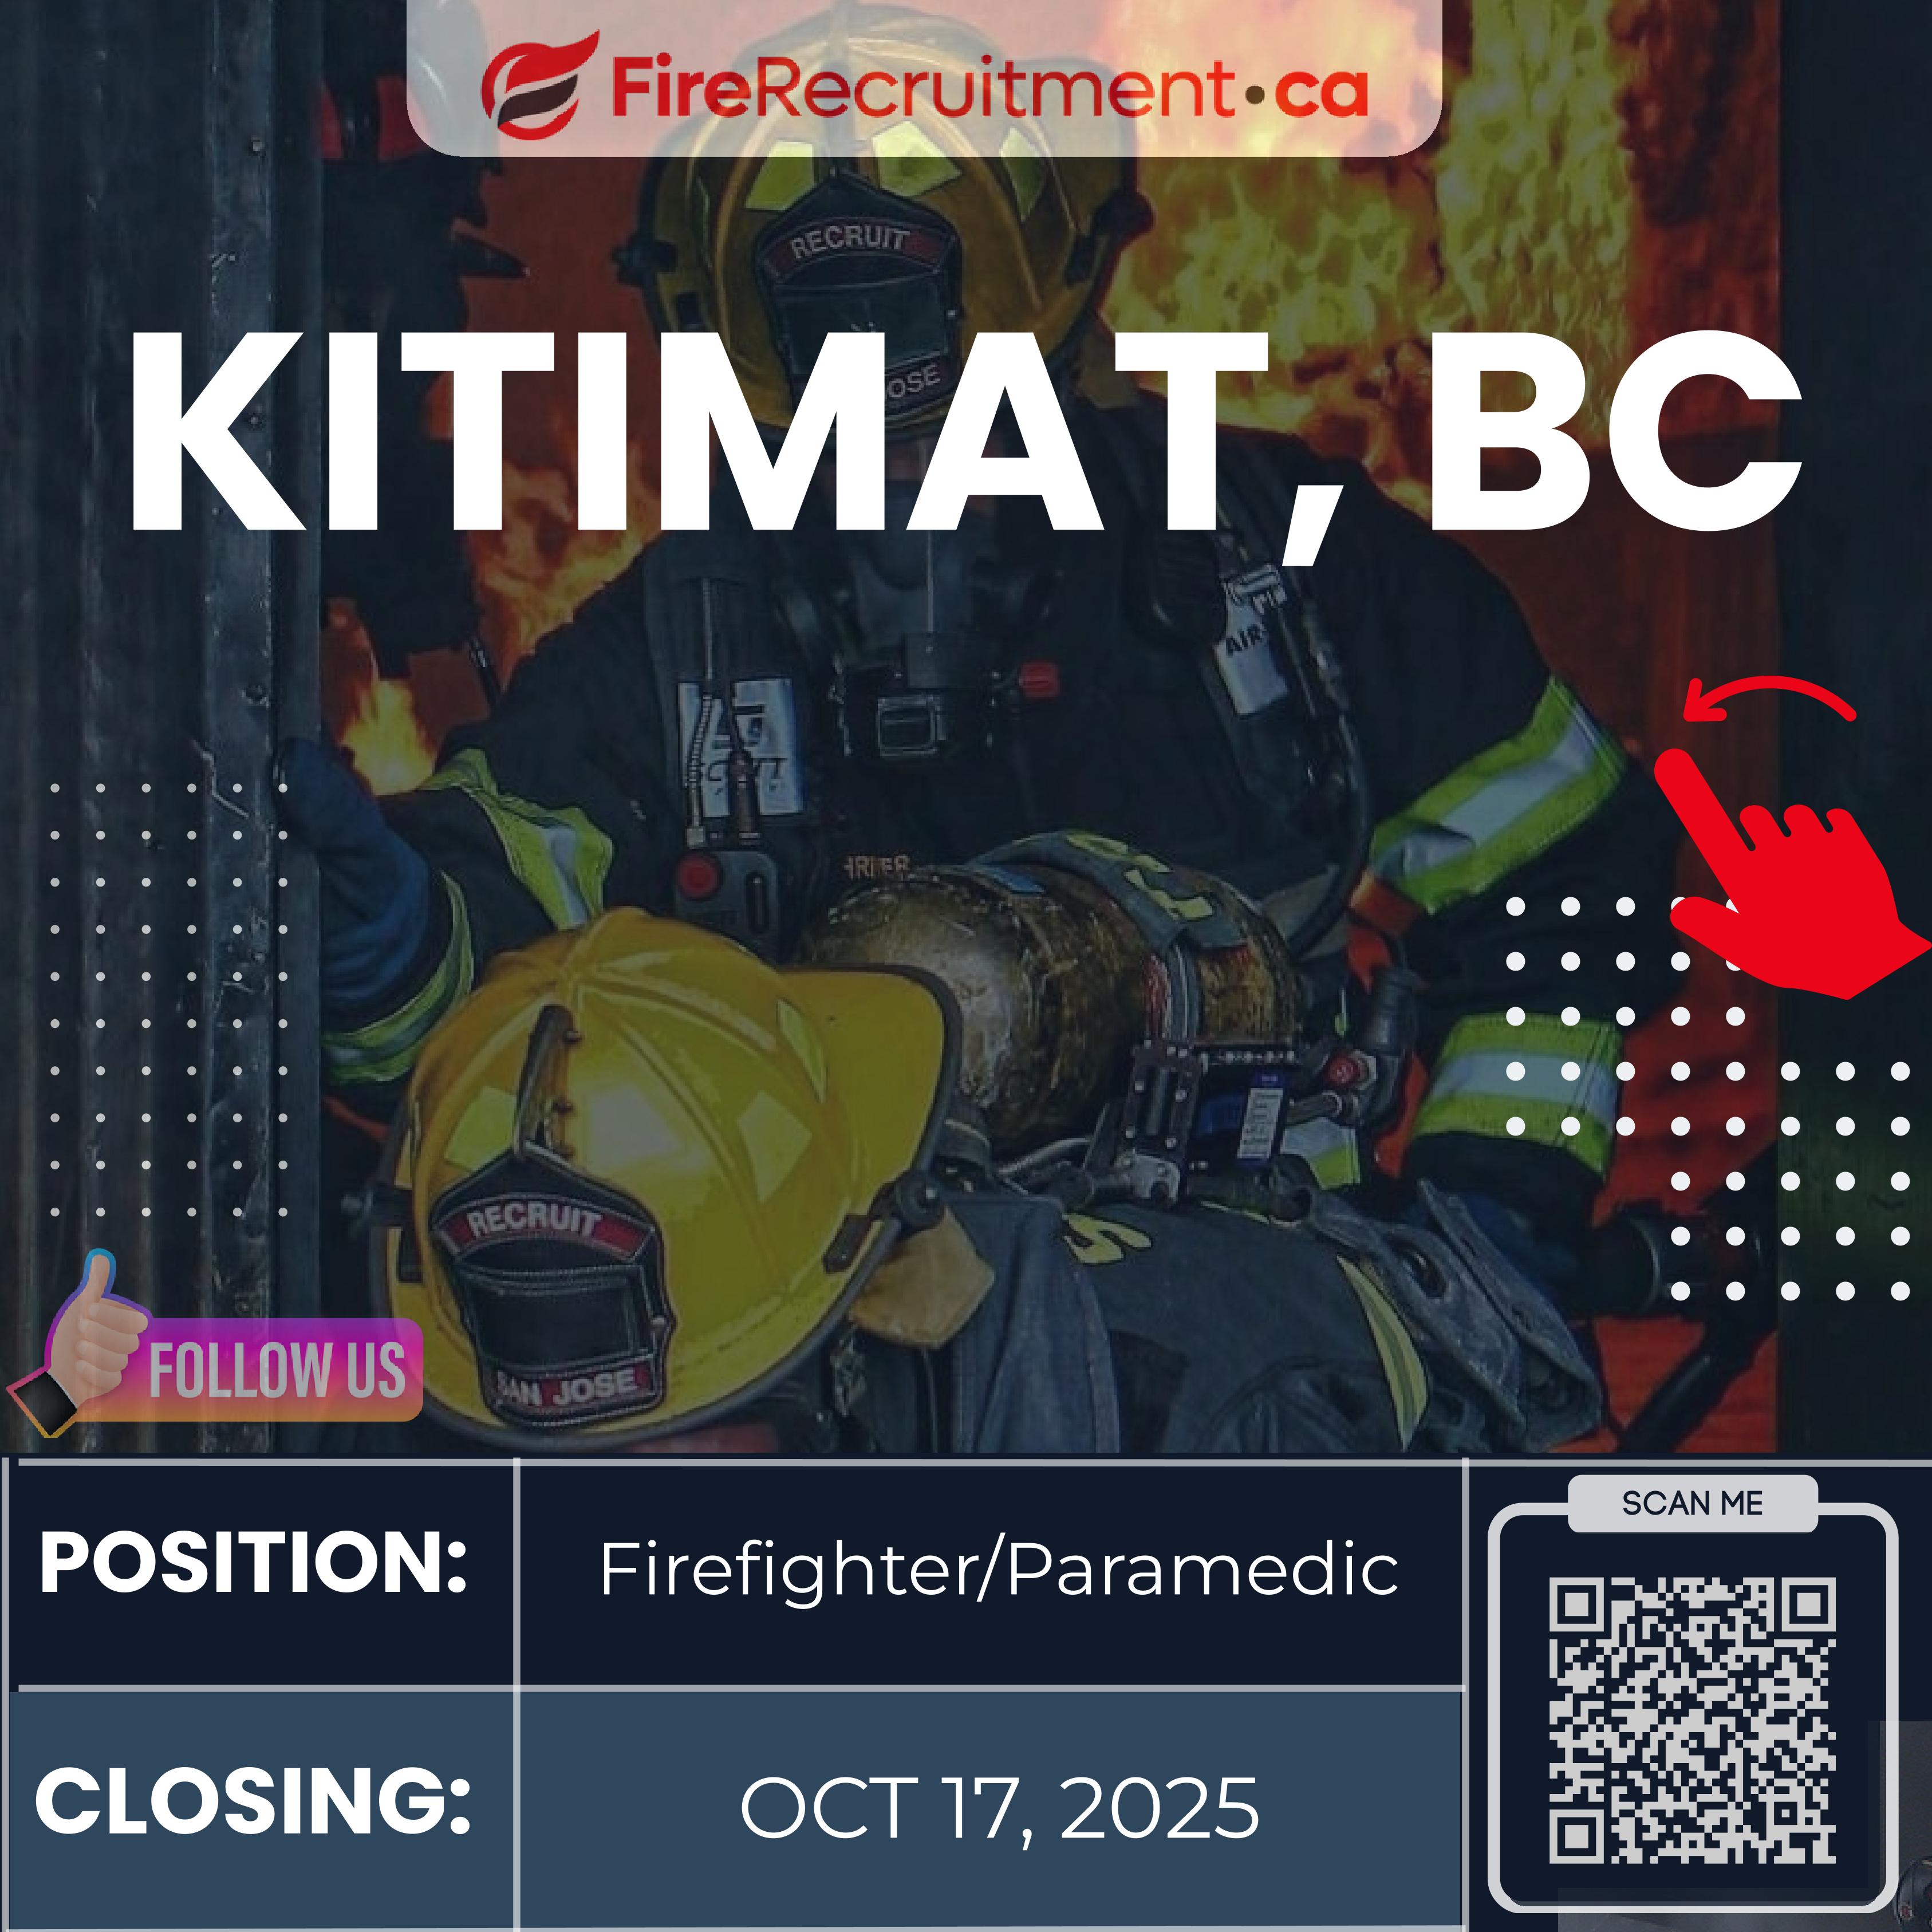 FireRecruitment.ca
RECRUIT
OSE
KITIMAT, BC
AIR
RECRUIT
SAN JOSE
FOLLOW US
POSITION:
Firefighter/Paramedic
SCAN ME
CLOSING:
OCT 17, 2025